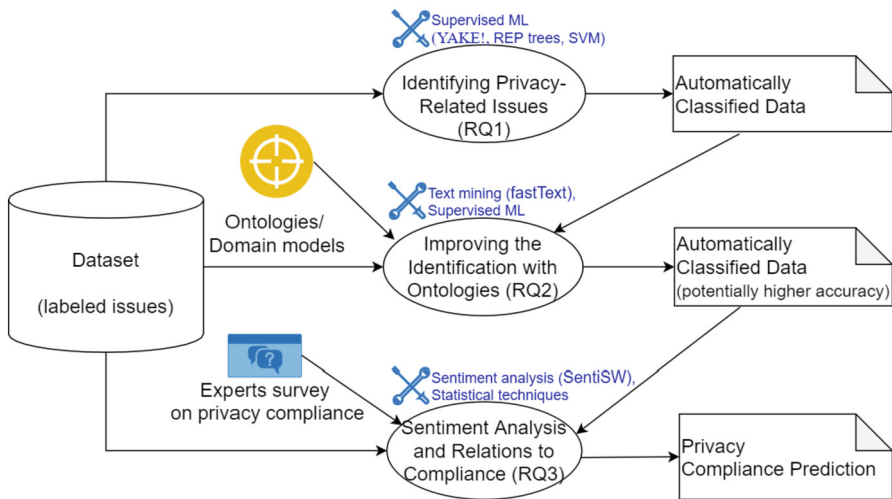 Supervised ML
(YAKE!, REP trees, SVM)
Identifying Privacy-
Related Issues
(RQ1)
Automatically
Classified Data
Ontologies/
Domain models
Text mining (fastText),
Supervised ML
Improving the
Identification with
Ontologies (RQ2)
Automatically
Classified Data
(potentially higher accuracy)
Dataset
(labeled issues)
?
Experts survey
on privacy compliance
Sentiment analysis (SentiSW),
Statistical techniques
Sentiment Analysis
and Relations to
Compliance (RQ3)
Privacy
Compliance Prediction